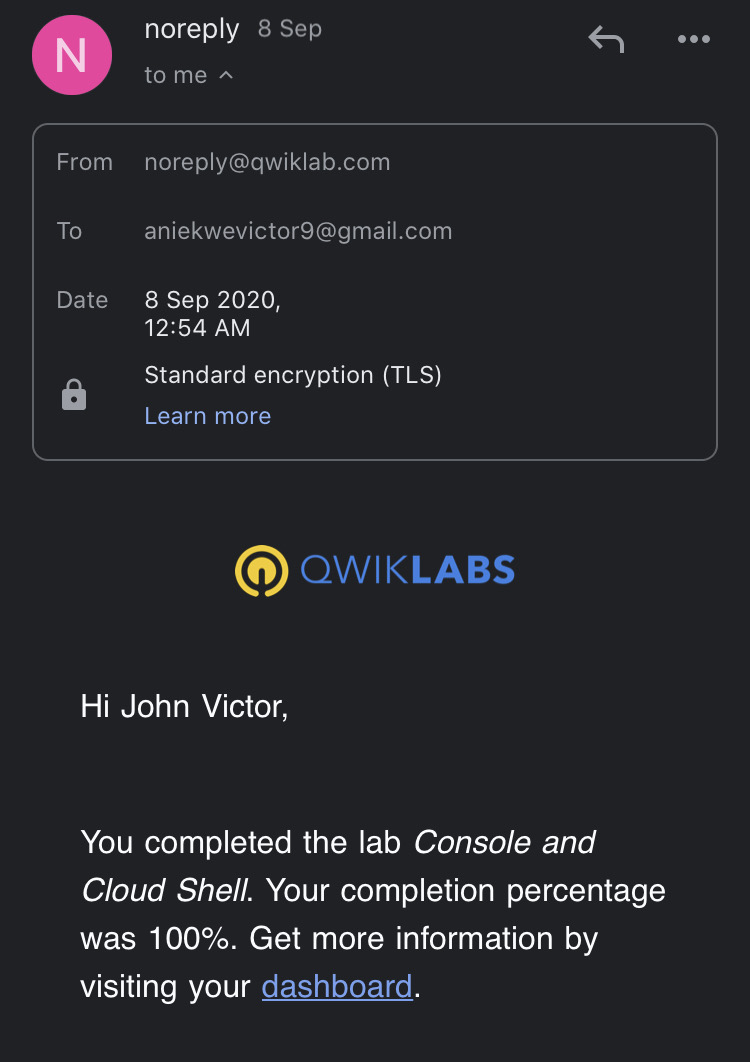 N
noreply 8 Sep
to me
From noreply@qwiklab.com
To aniekwevictor9@gmail.com
Date 8 Sep 2020,
12:54 AM
Standard encryption (TLS)
Learn more
QWIKLABS
Hi John Victor,
You completed the lab Console and
Cloud Shell. Your completion percentage
was 100%. Get more information by
visiting your dashboard.